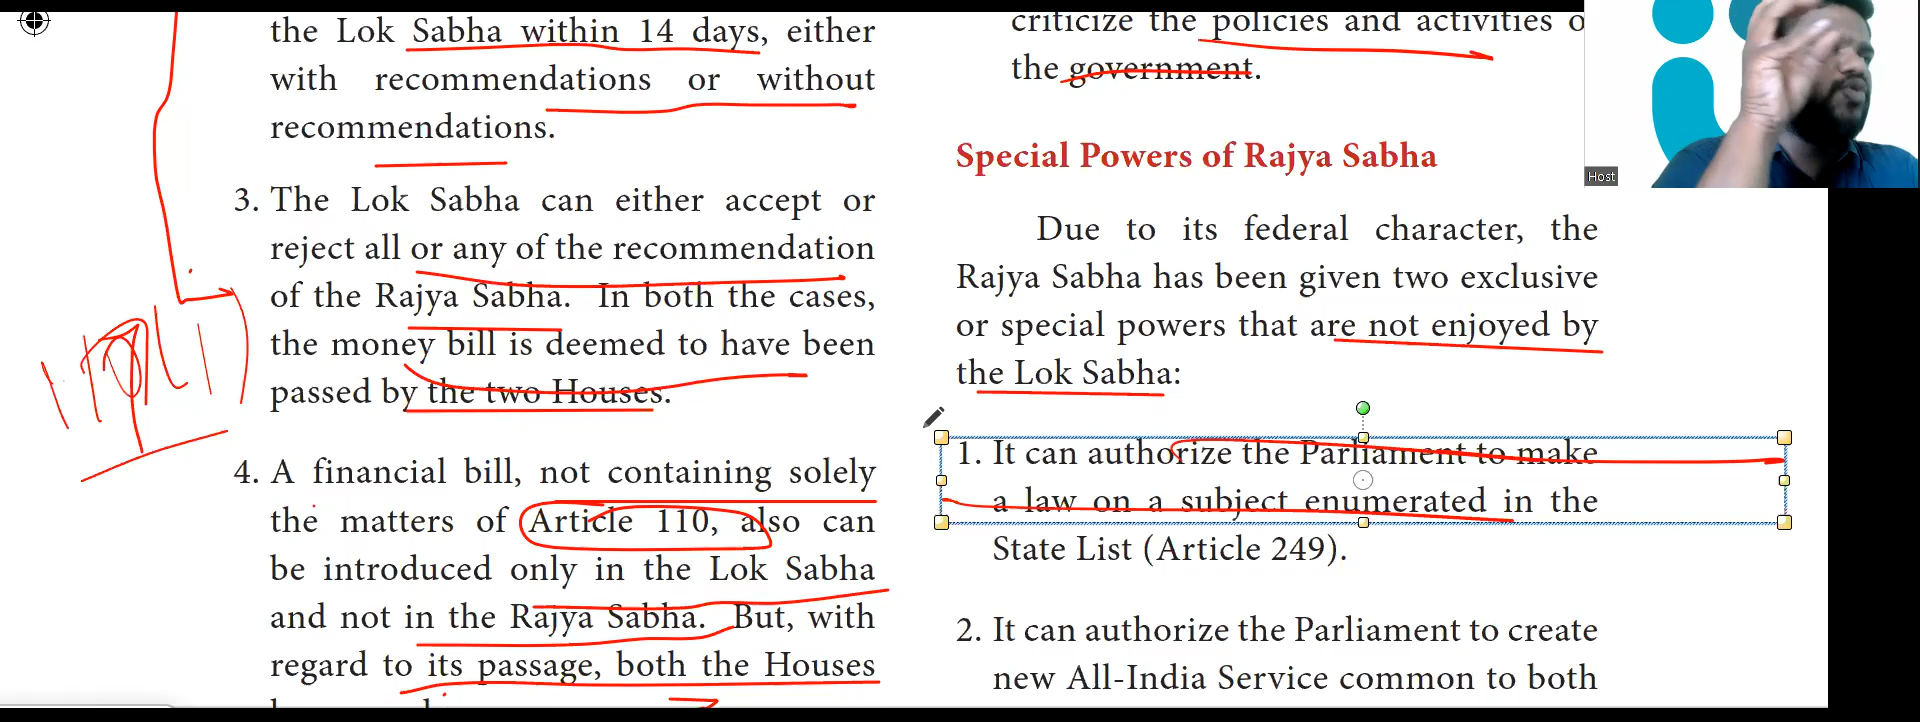 the Lok Sabha within 14 days, either
with recommendations or without
recommendations.
3. The Lok Sabha can either accept or
reject all or any of the recommendation
of the Rajya Sabha. In both the cases,
the money bill is deemed to have been
passed by the two Houses.
4. A financial bill, not containing solely
the matters of Article 110, also can
be introduced only in the Lok Sabha
and not in the Rajya Sabha. But, with
regard to its passage, both the Houses
criticize the policies and activities o
the government.
Special Powers of Rajya Sabha
Due to its federal character, the
Rajya Sabha has been given two exclusive
or special powers that are not enjoyed by
the Lok Sabha:
1. It can authorize the Parliament to make
a law on a subject enumerated in the
State List (Article 249).
2. It can authorize the Parliament to create
new All-India Service common to both
Host